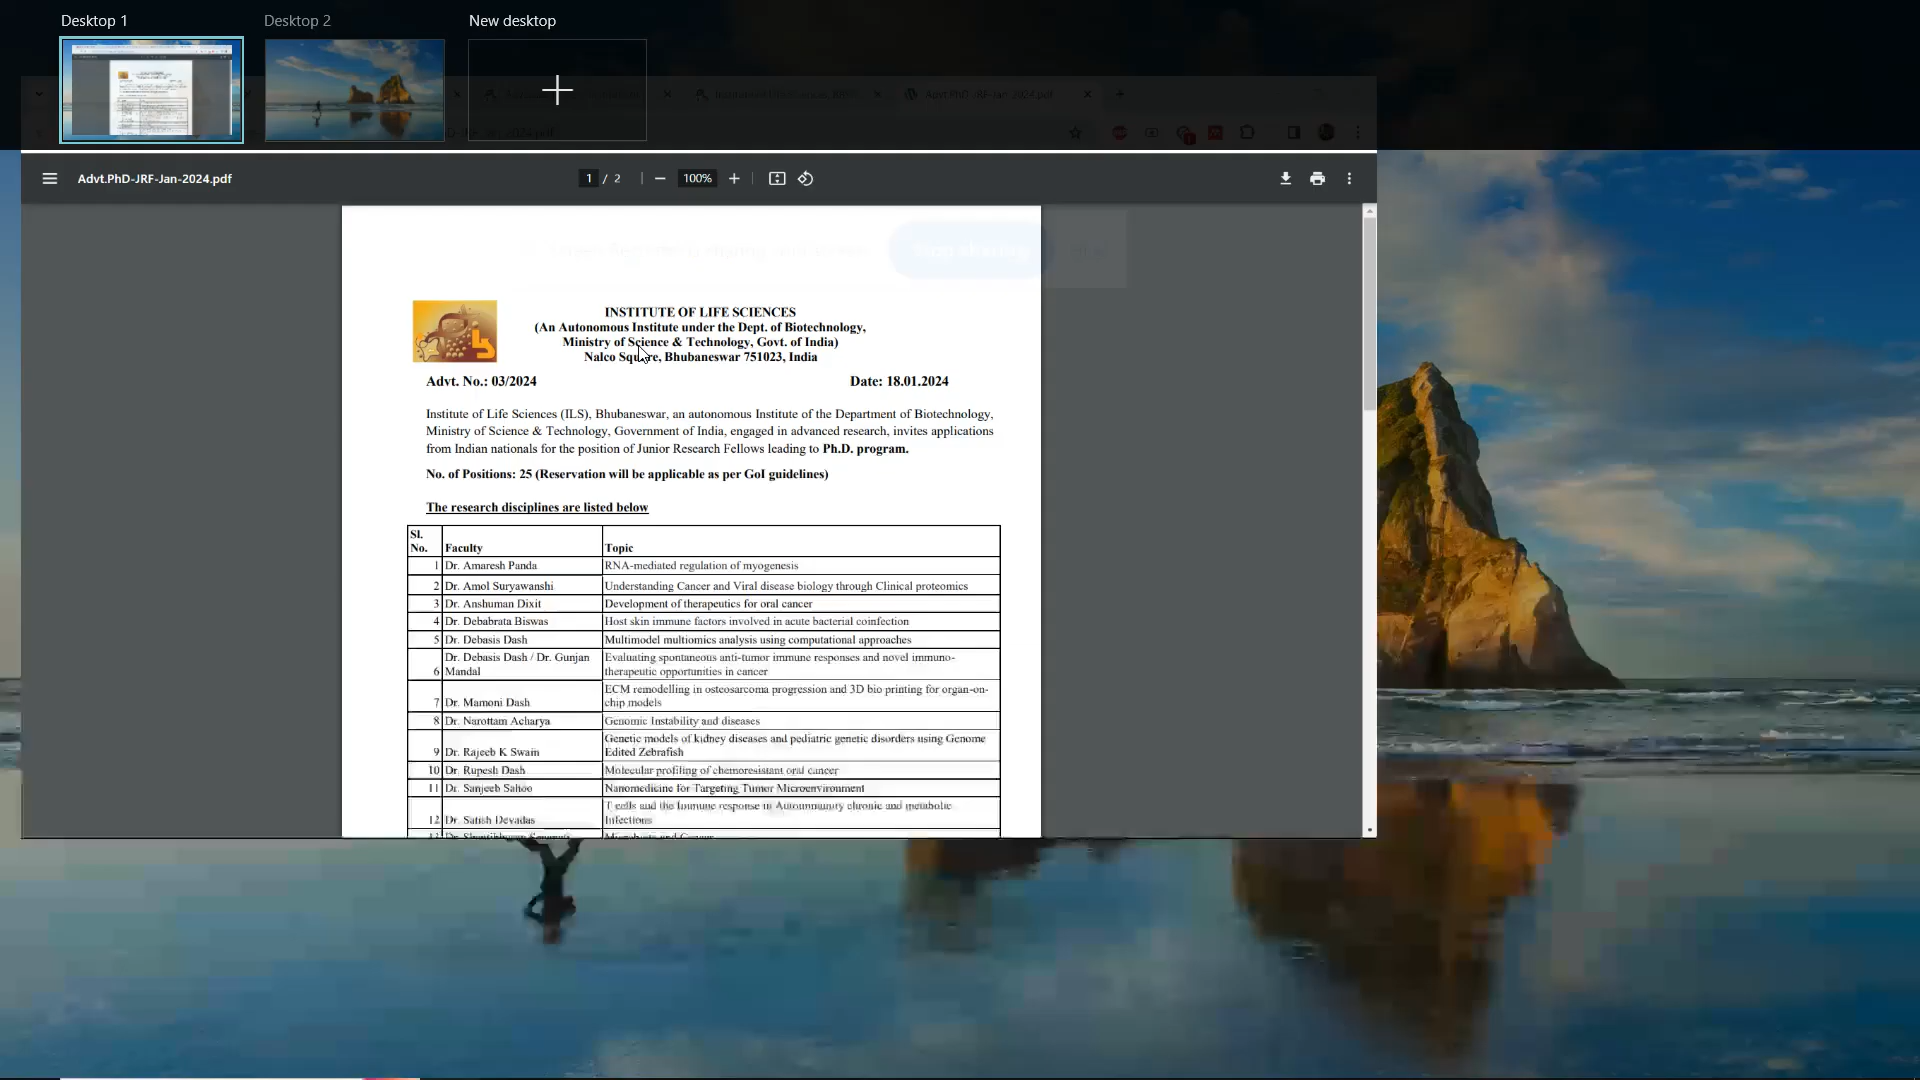 Desktop 1
Desktop 2
New desktop
Advt.PhD-JRF-Jan-2024.pdf
Advt.PhD-JRF-Jan-2024.pdf
1 / 2
100%
INSTITUTE OF LIFE SCIENCES
(An Autonomous Institute under the Dept. of Biotechnology,
Ministry of Science & Technology, Govt. of India)
Nalco Square, Bhubaneswar 751023, India
Advt. No.: 03/2024 Date: 18.01.2024
Institute of Life Sciences (ILS), Bhubaneswar, an autonomous Institute of the Department of Biotechnology,
Ministry of Science & Technology, Government of India, engaged in advanced research, invites applications
from Indian nationals for the position of Junior Research Fellows leading to Ph.D. program.
No. of Positions: 25 (Reservation will be applicable as per GoI guidelines)
The research disciplines are listed below
Sl.
No. Faculty Topic
1 Dr. Amaresh Panda RNA-mediated regulation of myogenesis
2 Dr. Amol Suryawanshi Understanding Cancer and Viral disease biology through Clinical proteomics
3 Dr. Anshuman Dixit Development of therapeutics for oral cancer
4 Dr. Debabrata Biswas Host skin immune factors involved in acute bacterial coinfection
5 Dr. Debasis Dash Multimodel multiomics analysis using computational approaches
Dr. Debasis Dash / Dr. Gunjan Evaluating spontaneous anti-tumor immune responses and novel immuno-
6 Mandal therapeutic opportunities in cancer
ECM remodelling in osteosarcoma progression and 3D bio printing for organ-on-
7 Dr. Mamoni Dash chip models
8 Dr. Narottam Acharya Genomic Instability and diseases
Genetic models of kidney diseases and pediatric genetic disorders using Genome
9 Dr. Rajeeb K Swain Edited Zebrafish
10 Dr. Rupesh Dash Molecular profiling of chemoresistant oral cancer
11 Dr. Sanjeeb Sahoo Nanomedicine for Targeting Tumor Microenvironment
T cells and the Immune response in Autoimmunity chronic and metabolic
12 Dr. Satish Devadas Infections